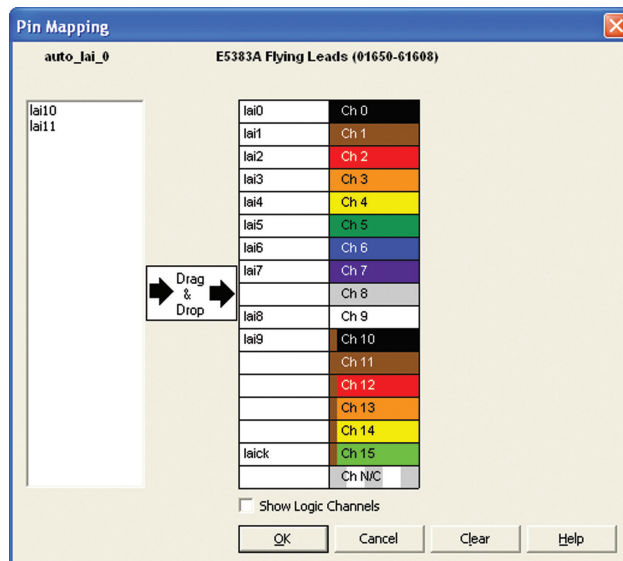 Pin Mapping
auto_lai_0 E5383A Flying Leads (01650-61608)
lai10
lai11
lai0 Ch 0
lai1 Ch 1
lai2 Ch 2
lai3 Ch 3
lai4 Ch 4
lai5 Ch 5
lai6 Ch 6
lai7 Ch 7
Ch 8
lai8 Ch 9
lai9 Ch 10
Ch 11
Ch 12
Ch 13
Ch 14
laick Ch 15
Ch N/C
Drag
&
Drop
Show Logic Channels
OK Cancel Clear Help